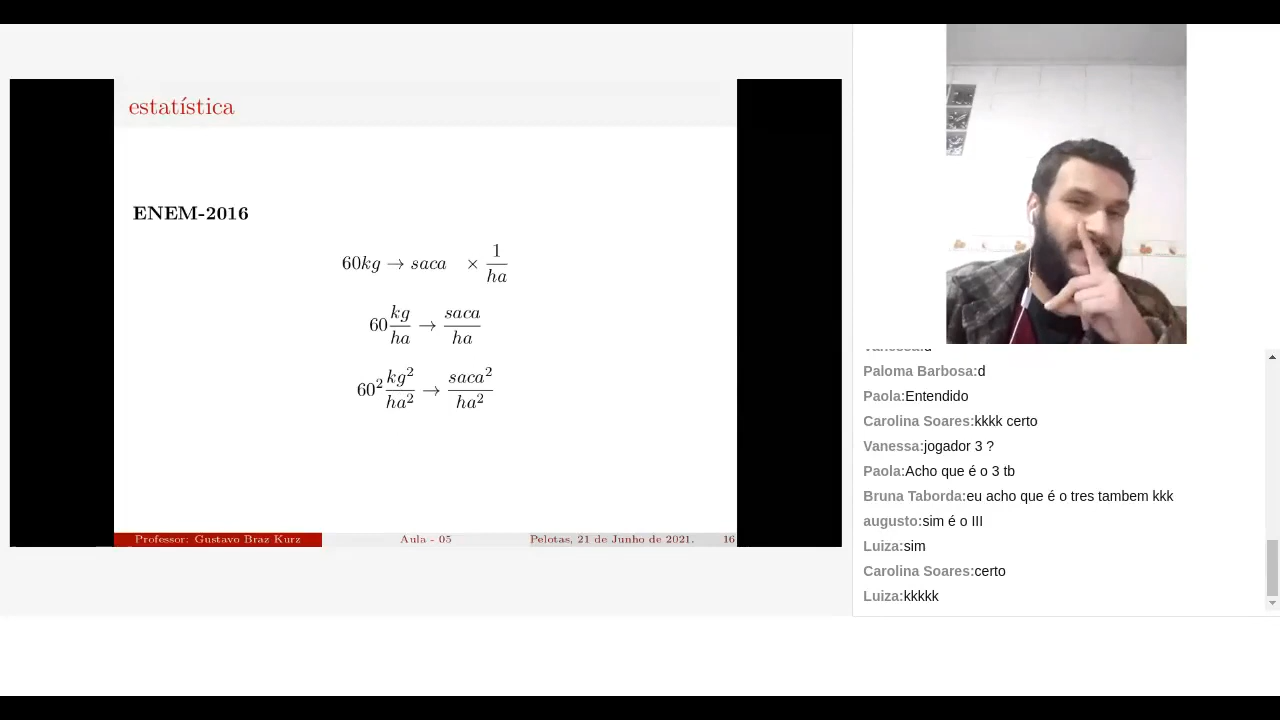 estatística
ENEM-2016
60kg → saca × 1/ha
60 kg/ha → saca/ha
60² kg²/ha² → saca²/ha²
Professor: Gustavo Braz Kurz Aula - 05 Pelotas, 21 de Junho de 2021. 16
Paloma Barbosa:d
Paola:Entendido
Carolina Soares:kkkk certo
Vanessa:jogador 3 ?
Paola:Acho que é o 3 tb
Bruna Taborda:eu acho que é o tres tambem kkk
augusto:sim é o III
Luiza:sim
Carolina Soares:certo
Luiza:kkkkk